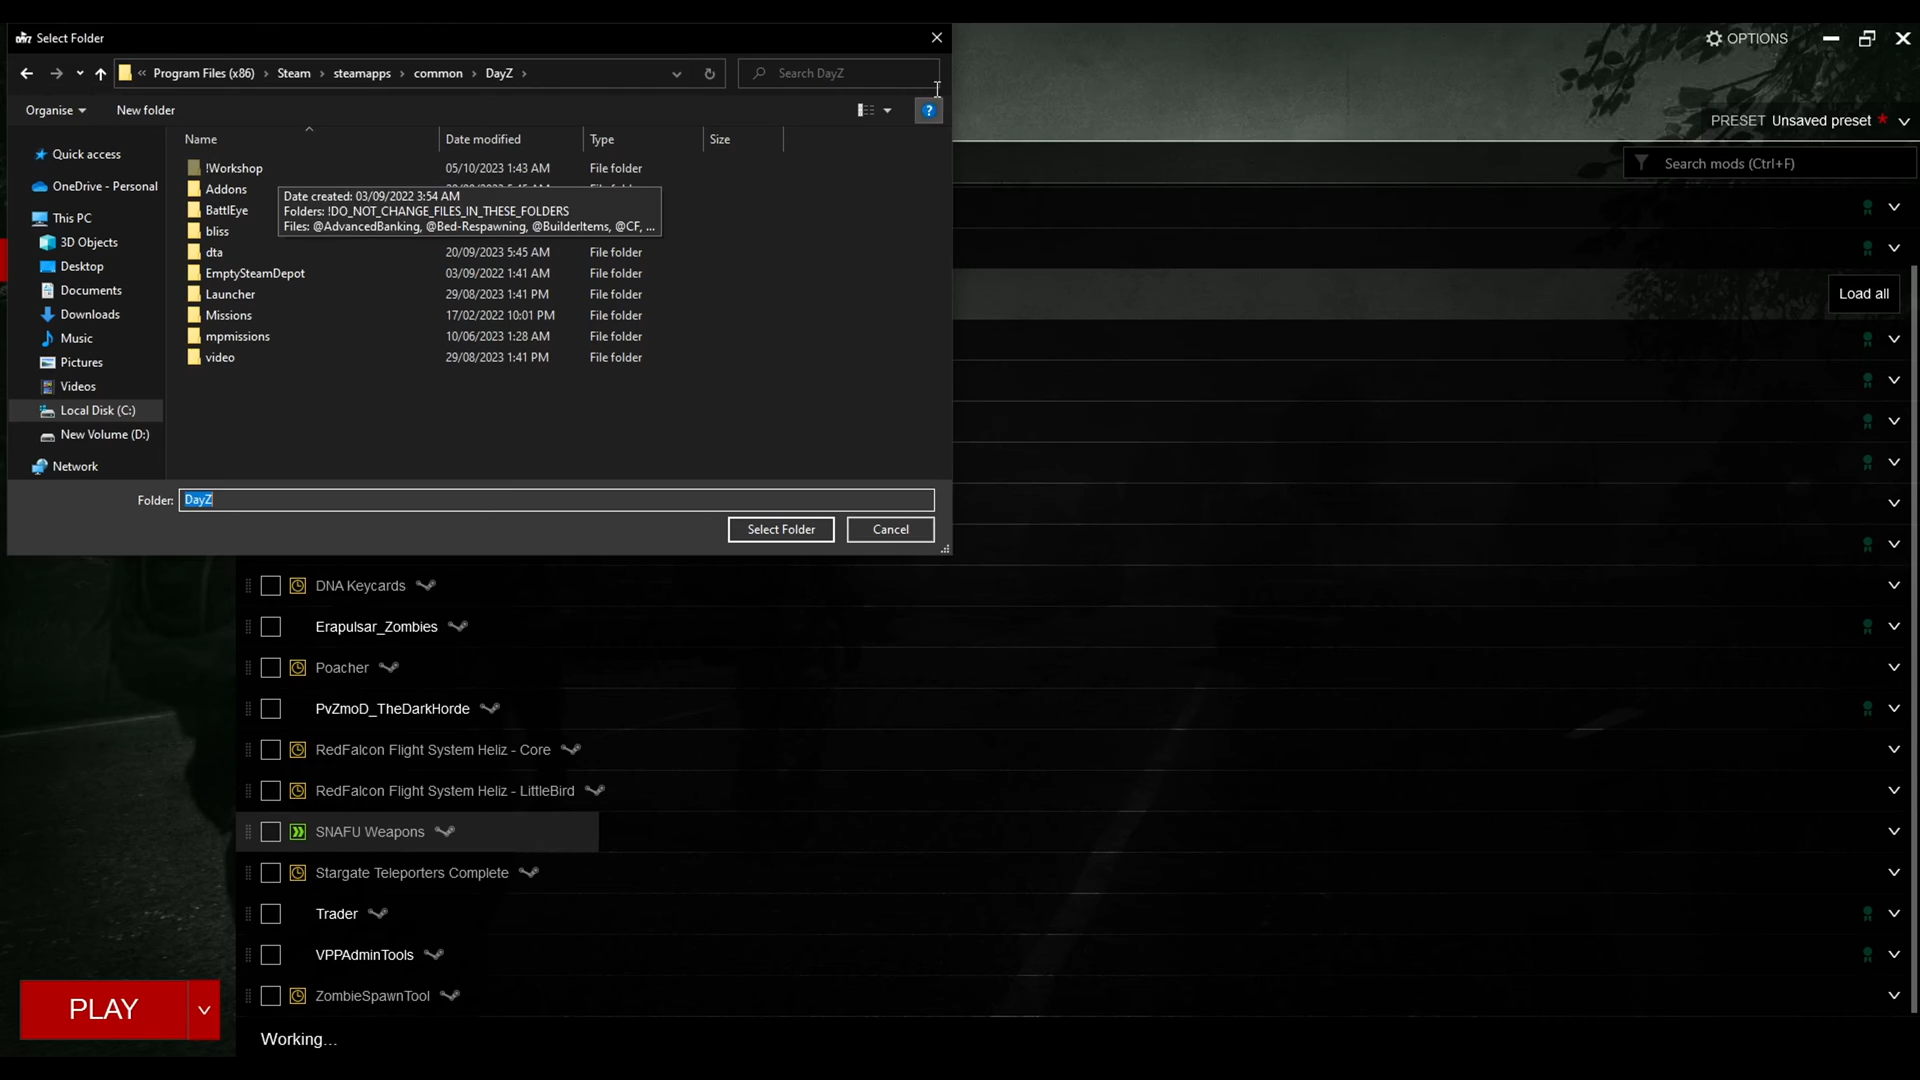 Select Folder
OPTIONS
« Program Files (x86) › Steam › steamapps › common › DayZ ›
Search DayZ
Organise
New folder
PRESET Unsaved preset *
Name
Date modified
Type
Size
Search mods (Ctrl+F)
Quick access
OneDrive - Personal
This PC
3D Objects
Desktop
Documents
Downloads
Music
Pictures
Videos
Local Disk (C:)
New Volume (D:)
Network
!Workshop 05/10/2023 1:43 AM File folder
Addons
BattlEye
bliss
Date created: 03/09/2022 3:54 AM
Folders: !DO_NOT_CHANGE_FILES_IN_THESE_FOLDERS
Files: @AdvancedBanking, @Bed-Respawning, @BuilderItems, @CF, ...
dta 20/09/2023 5:45 AM File folder
EmptySteamDepot 03/09/2022 1:41 AM File folder
Launcher 29/08/2023 1:41 PM File folder
Missions 17/02/2022 10:01 PM File folder
mpmissions 10/06/2023 1:28 AM File folder
video 29/08/2023 1:41 PM File folder
Load all
Folder: DayZ
Select Folder
Cancel
DNA Keycards
Erapulsar_Zombies
Poacher
PvZmoD_TheDarkHorde
RedFalcon Flight System Heliz - Core
RedFalcon Flight System Heliz - LittleBird
SNAFU Weapons
Stargate Teleporters Complete
Trader
VPPAdminTools
ZombieSpawnTool
PLAY
Working...